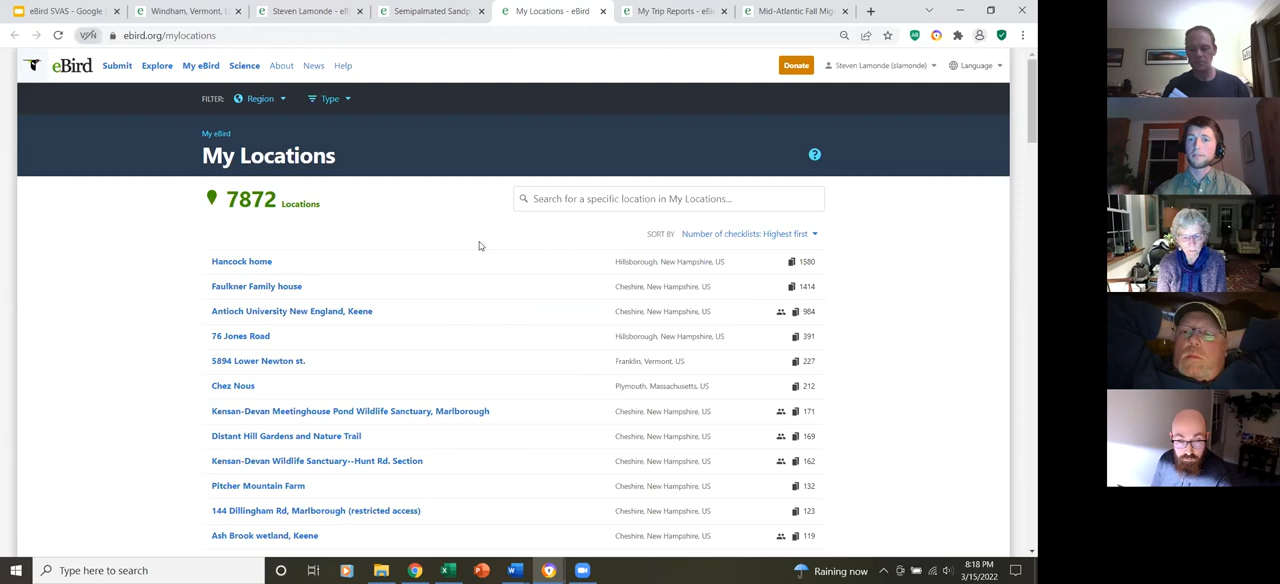 eBird SVAS - Google S
Windham, Vermont, U
Steven Lamonde - eB
Semipalmated Sandp
My Locations - eBird
My Trip Reports - eBir
Mid-Atlantic Fall Mig
VPN ebird.org/mylocations
eBird Submit Explore My eBird Science About News Help Donate Steven Lamonde (slamonde) Language
FILTER: Region Type
My eBird
My Locations
?
7872 Locations
Search for a specific location in My Locations...
SORT BY Number of checklists: Highest first
Hancock home Hillsborough, New Hampshire, US 1580
Faulkner Family house Cheshire, New Hampshire, US 1414
Antioch University New England, Keene Cheshire, New Hampshire, US 984
76 Jones Road Hillsborough, New Hampshire, US 391
5894 Lower Newton st. Franklin, Vermont, US 227
Chez Nous Plymouth, Massachusetts, US 212
Kensan-Devan Meetinghouse Pond Wildlife Sanctuary, Marlborough Cheshire, New Hampshire, US 171
Distant Hill Gardens and Nature Trail Cheshire, New Hampshire, US 169
Kensan-Devan Wildlife Sanctuary--Hunt Rd. Section Cheshire, New Hampshire, US 162
Pitcher Mountain Farm Cheshire, New Hampshire, US 132
144 Dillingham Rd, Marlborough (restricted access) Cheshire, New Hampshire, US 123
Ash Brook wetland, Keene Cheshire, New Hampshire, US 119
Type here to search
Raining now
8:18 PM
3/15/2022